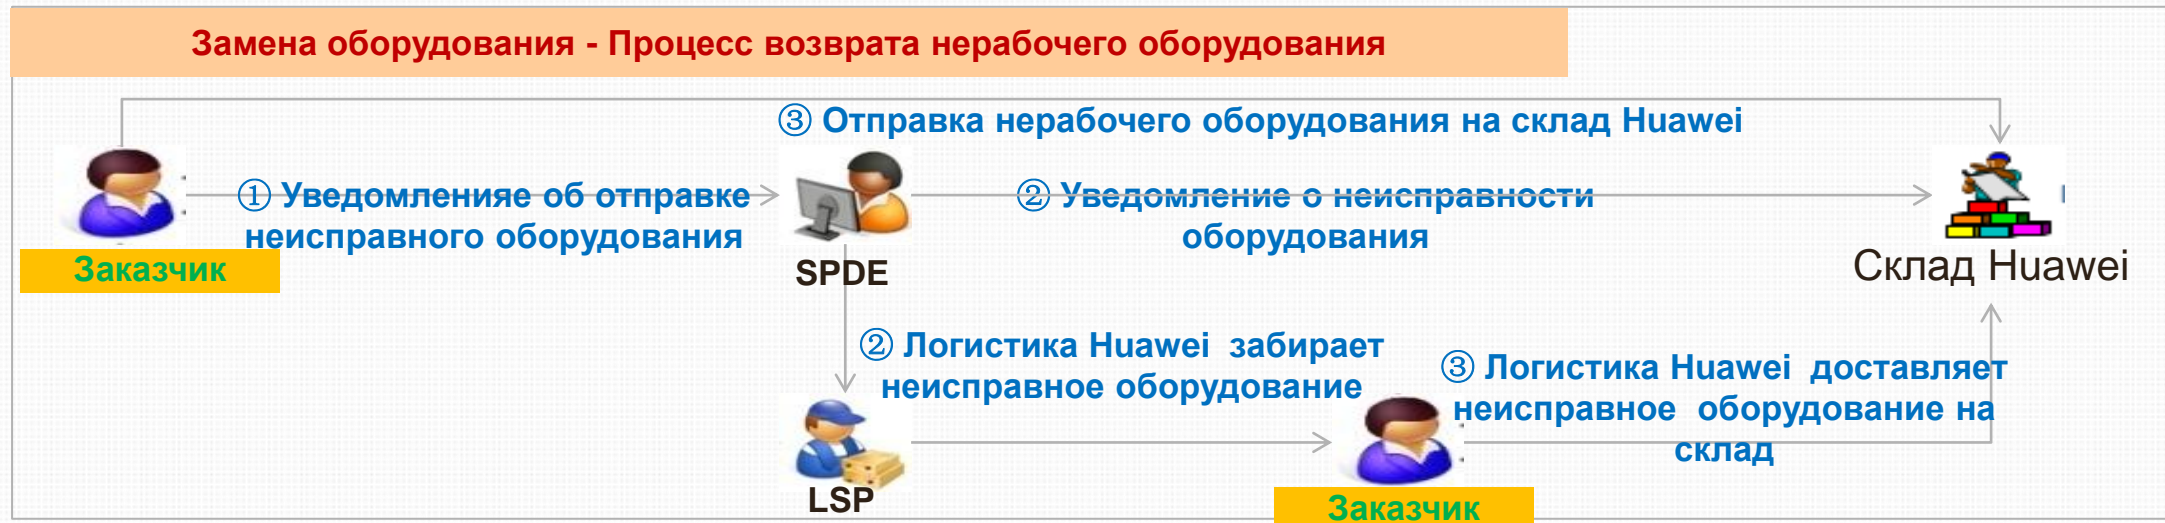 Замена оборудования - Процесс возврата нерабочего оборудования
③ Отправка нерабочего оборудования на склад Huawei
① Уведомленияе об отправке
неисправного оборудования
② Уведомление о неисправности
оборудования
Заказчик
SPDE
Склад Huawei
② Логистика Huawei забирает
неисправное оборудование
③ Логистика Huawei доставляет
неисправное оборудование на
склад
LSP
Заказчик